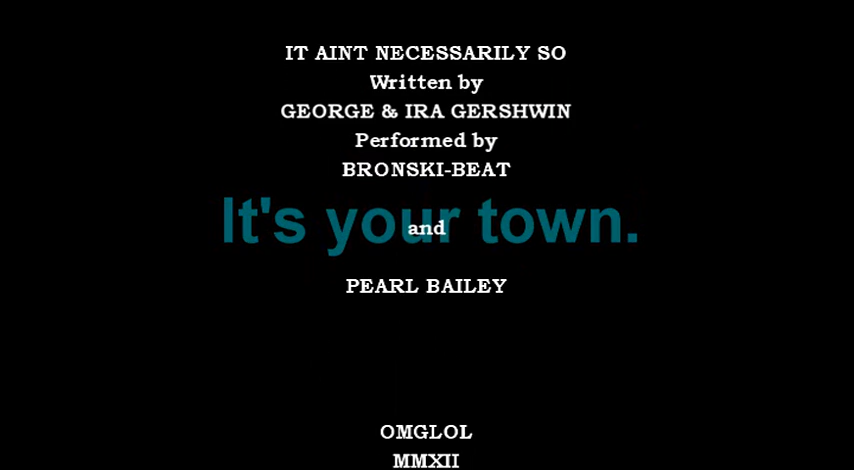 IT AINT NECESSARILY SO
Written by
GEORGE & IRA GERSHWIN
Performed by
BRONSKI-BEAT
It's your town.
and
PEARL BAILEY
OMGLOL
MMXII